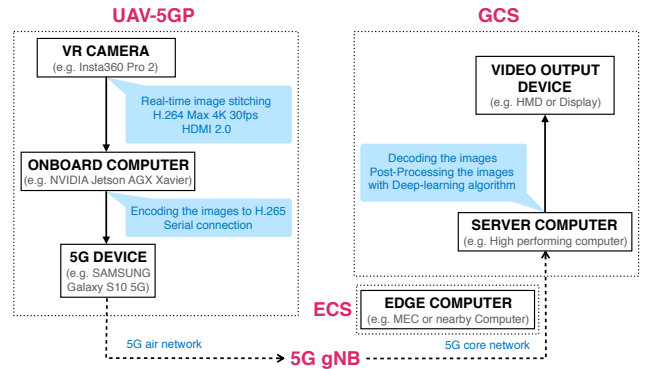 UAV-5GP
VR CAMERA
(e.g. Insta360 Pro 2)
Real-time image stitching
H.264 Max 4K 30fps
HDMI 2.0
ONBOARD COMPUTER
(e.g. NVIDIA Jetson AGX Xavier)
Encoding the images to H.265
Serial connection
5G DEVICE
(e.g. SAMSUNG
Galaxy S10 5G)
GCS
VIDEO OUTPUT
DEVICE
(e.g. HMD or Display)
Decoding the images
Post-Processing the images
with Deep-learning algorithm
SERVER COMPUTER
(e.g. High performing computer)
ECS
EDGE COMPUTER
(e.g. MEC or nearby Computer)
5G air network
5G gNB
5G core network